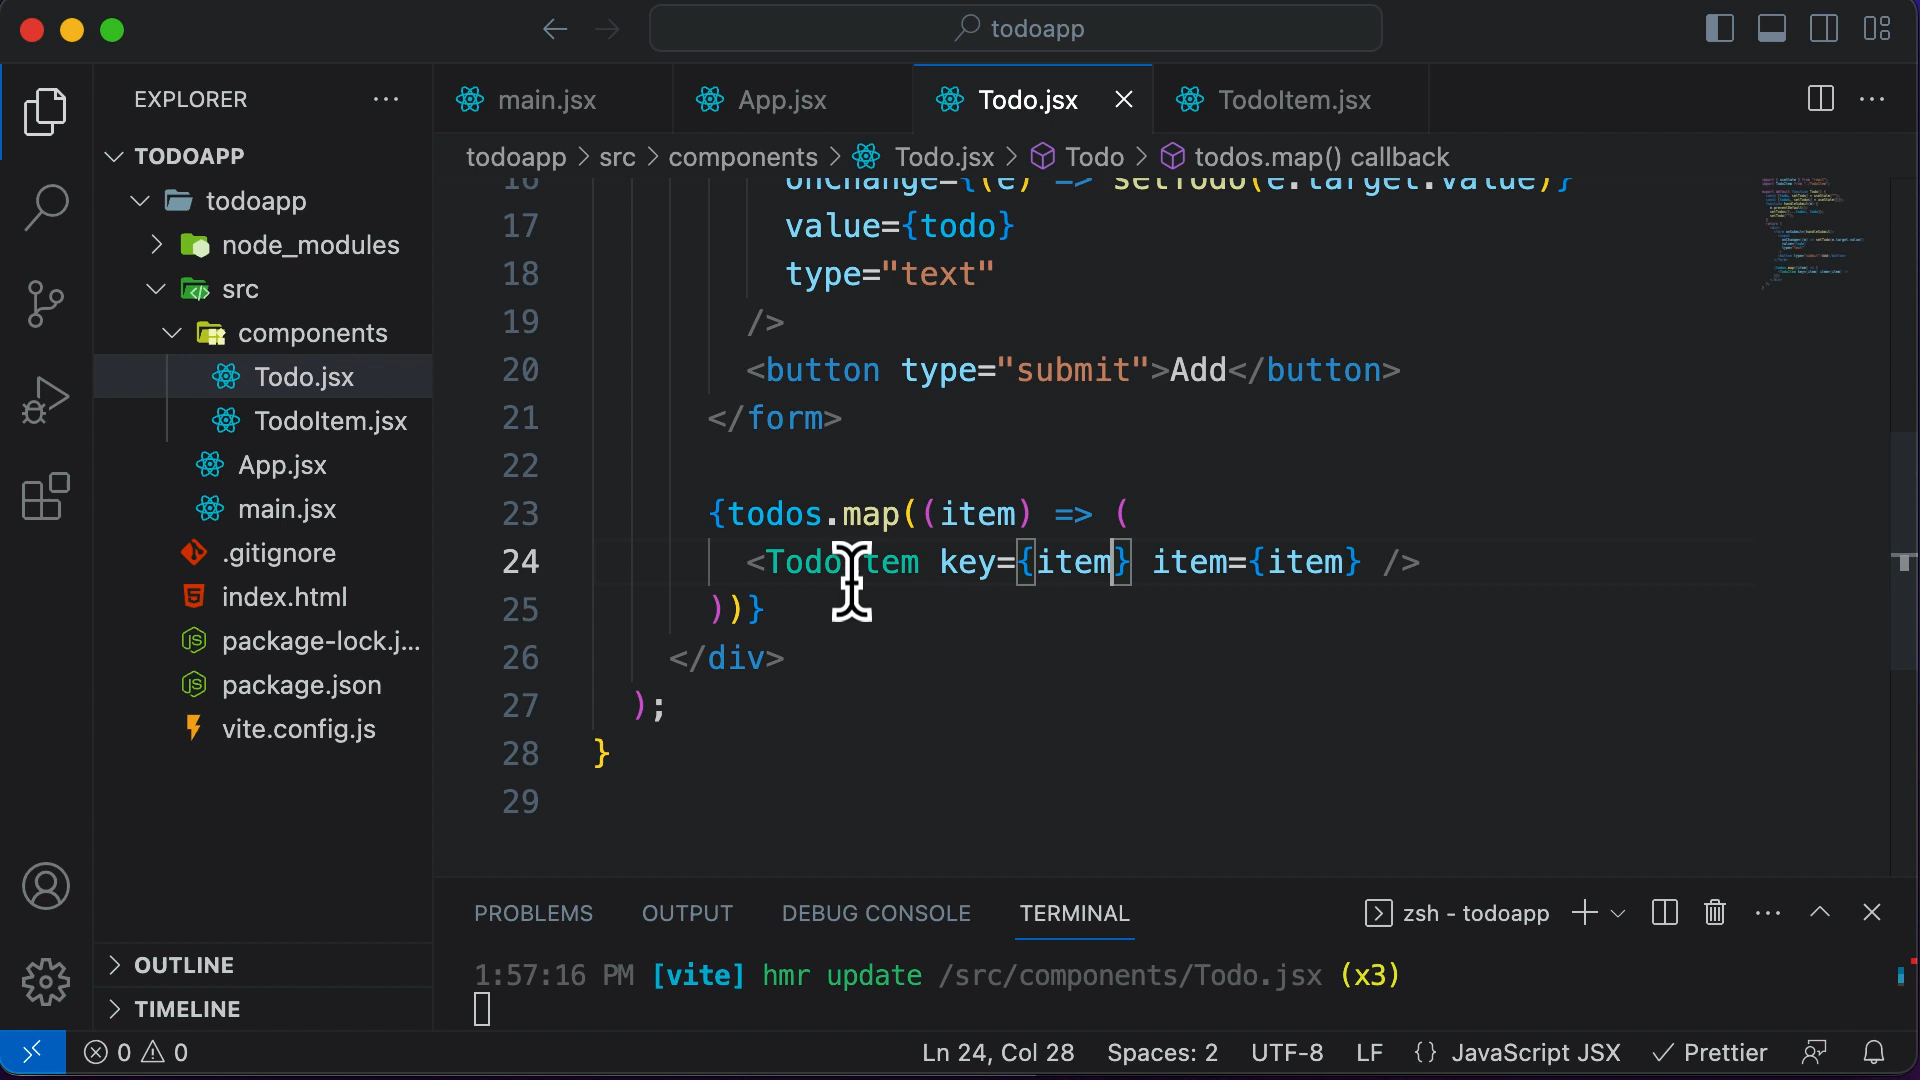 todoapp
EXPLORER
TODOAPP
todoapp
node_modules
src
components
Todo.jsx
TodoItem.jsx
App.jsx
main.jsx
.gitignore
index.html
package-lock.j...
package.json
vite.config.js
OUTLINE
TIMELINE
main.jsx
App.jsx
Todo.jsx
TodoItem.jsx
todoapp > src > components > Todo.jsx > Todo > todos.map() callback
16 onChange={(e) => setTodo(e.target.value)}
17 value={todo}
18 type="text"
19 />
20 <button type="submit">Add</button>
21 </form>
22
23 {todos.map((item) => (
24 <TodoItem key={item} item={item} />
25 ))}
26 </div>
27 );
28 }
29
PROBLEMS OUTPUT DEBUG CONSOLE TERMINAL
zsh - todoapp
1:57:16 PM [vite] hmr update /src/components/Todo.jsx (x3)
0 0
Ln 24, Col 28 Spaces: 2 UTF-8 LF {} JavaScript JSX Prettier